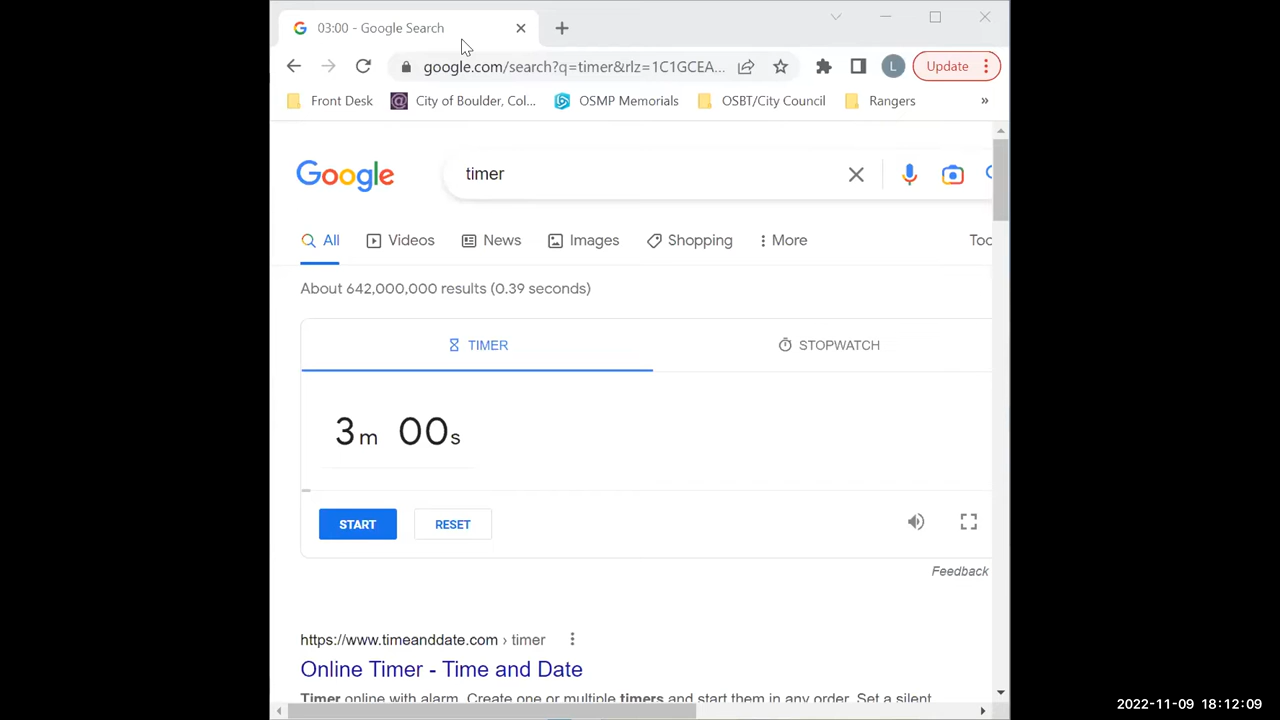 03:00 - Google Search
google.com/search?q=timer&rlz=1C1GCEA...
L
Update
Front Desk
City of Boulder, Col...
OSMP Memorials
OSBT/City Council
Rangers
»
Google
timer
All
Videos
News
Images
Shopping
More
Too
About 642,000,000 results (0.39 seconds)
TIMER
STOPWATCH
3m 00s
START
RESET
Feedback
https://www.timeanddate.com › timer
Online Timer - Time and Date
Timer online with alarm. Create one or multiple timers and start them in any order. Set a silent
2022-11-09 18:12:09